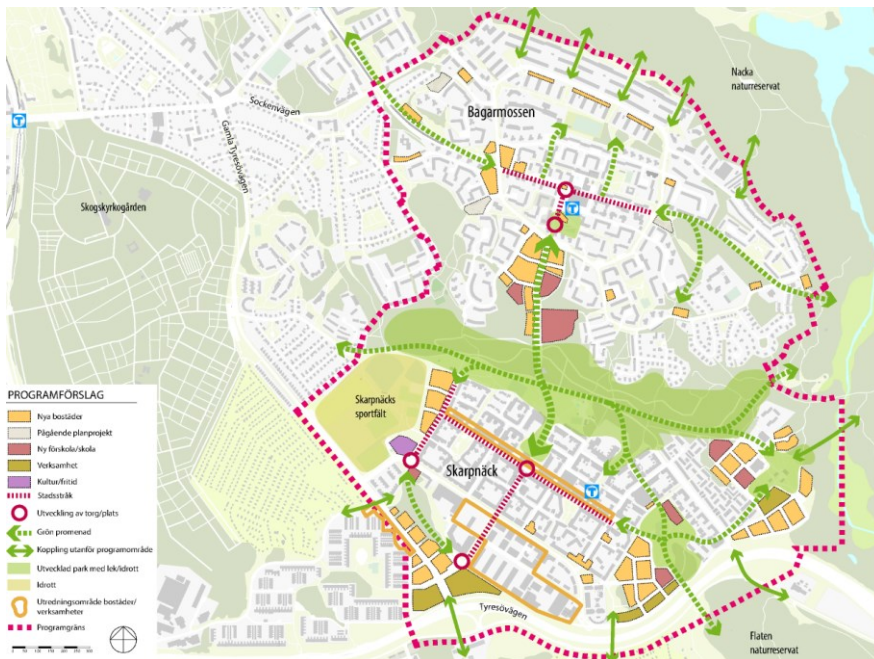 Nacka
naturreservat
Sockenvägen
Bagarmossen
Gamla Tyresövägen
Skogskyrkogården
T
T
PROGRAMFÖRSLAG
Nya bostäder
Pågående planprojekt
Ny förskola/skola
Verksamhet
Kultur/fritid
Stadsstråk
Utveckling av torg/plats
Grön promenad
Koppling utanför programområde
Utvecklad park med lek/idrott
Idrott
Utredningsområde bostäder/
verksamheter
Programgräns
Skarpnäcks
sportfält
Skarpnäck
T
Tyresövägen
Flaten
naturreservat